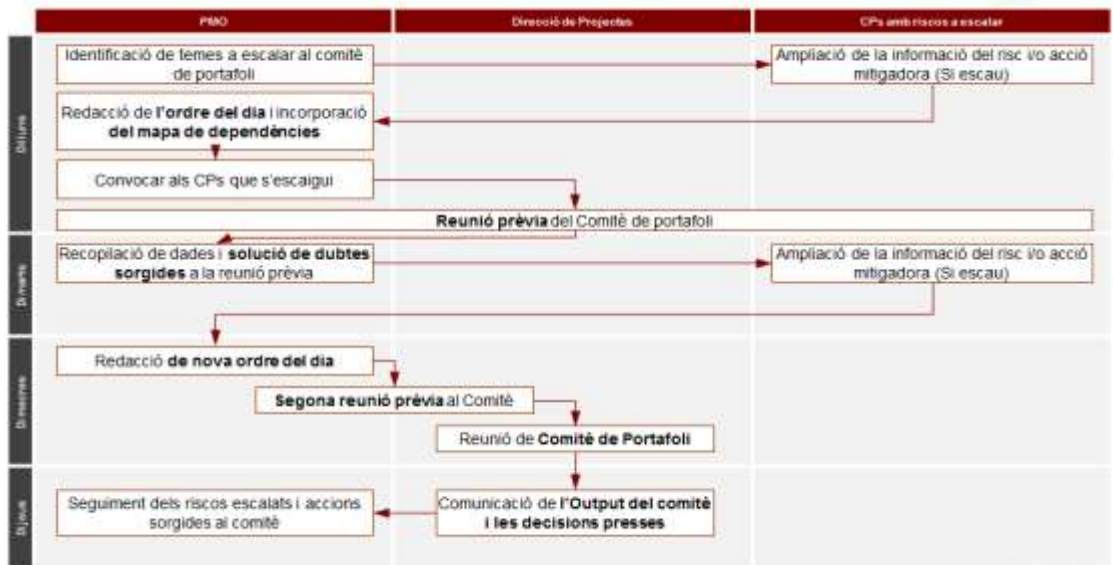 PMO
Direcció de Projectes
CPs amb riscos a escalar
Dilluns
Identificació de temes a escalar al comitè
de portafoli
Ampliació de la informació del risc i/o acció
mitigadora (Si escau)
Redacció de l'ordre del dia i incorporació
del mapa de dependències
Convocar als CPs que s'escaigui
Reunió prèvia del Comitè de portafoli
Dimarts
Recopilació de dades i solució de dubtes
sorgides a la reunió prèvia
Ampliació de la informació del risc i/o acció
mitigadora (Si escau)
Dimecres
Redacció de nova ordre del dia
Segona reunió prèvia al Comitè
Reunió de Comitè de Portafoli
Dijous
Seguiment dels riscos escalats i accions
sorgides al comitè
Comunicació de l'Output del comitè
i les decisions presses